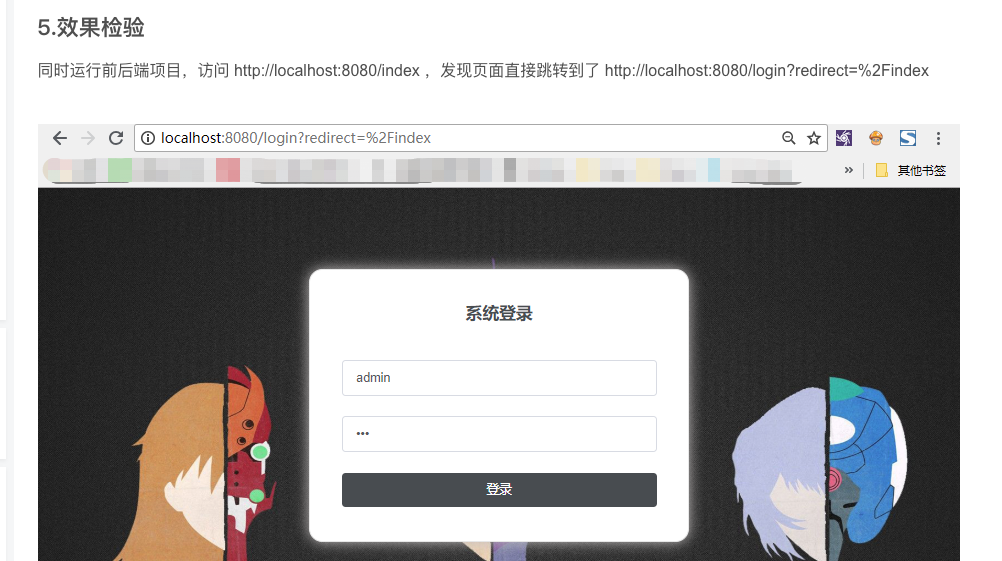 5.效果检验
同时运行前后端项目，访问 http://localhost:8080/index ，发现页面直接跳转到了 http://localhost:8080/login?redirect=%2Findex
localhost:8080/login?redirect=%2Findex
» 其他书签
系统登录
admin
•••
登录